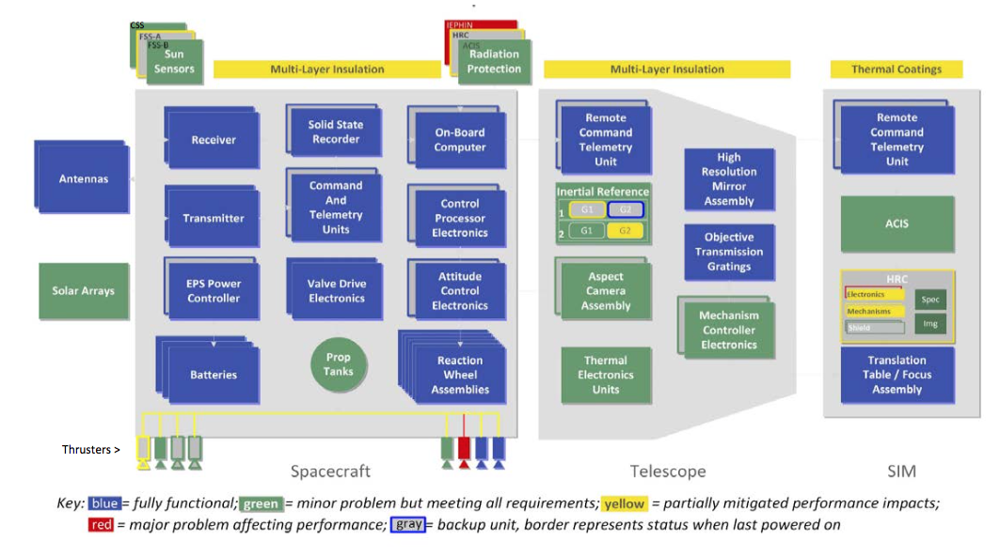 CSS
FSS-A
FSS-B
Sun
Sensors
Multi-Layer Insulation
EPHIN
HRC
ACIS
Radiation
Protection
Multi-Layer Insulation
Thermal Coatings
Antennas
Solar Arrays
Receiver
Solid State
Recorder
On-Board
Computer
Transmitter
Command
And
Telemetry
Units
Control
Processor
Electronics
EPS Power
Controller
Valve Drive
Electronics
Attitude
Control
Electronics
Batteries
Prop
Tanks
Reaction
Wheel
Assemblies
Remote
Command
Telemetry
Unit
Inertial Reference
1 G1 G2
2 G1 G2
Aspect
Camera
Assembly
Thermal
Electronics
Units
High
Resolution
Mirror
Assembly
Objective
Transmission
Gratings
Mechanism
Controller
Electronics
Remote
Command
Telemetry
Unit
ACIS
HRC
Electronics
Mechanisms
Shield
Spec
Img
Translation
Table / Focus
Assembly
Thrusters >
Spacecraft
Telescope
SIM
Key: blue = fully functional; green = minor problem but meeting all requirements; yellow = partially mitigated performance impacts;
red = major problem affecting performance; gray = backup unit, border represents status when last powered on